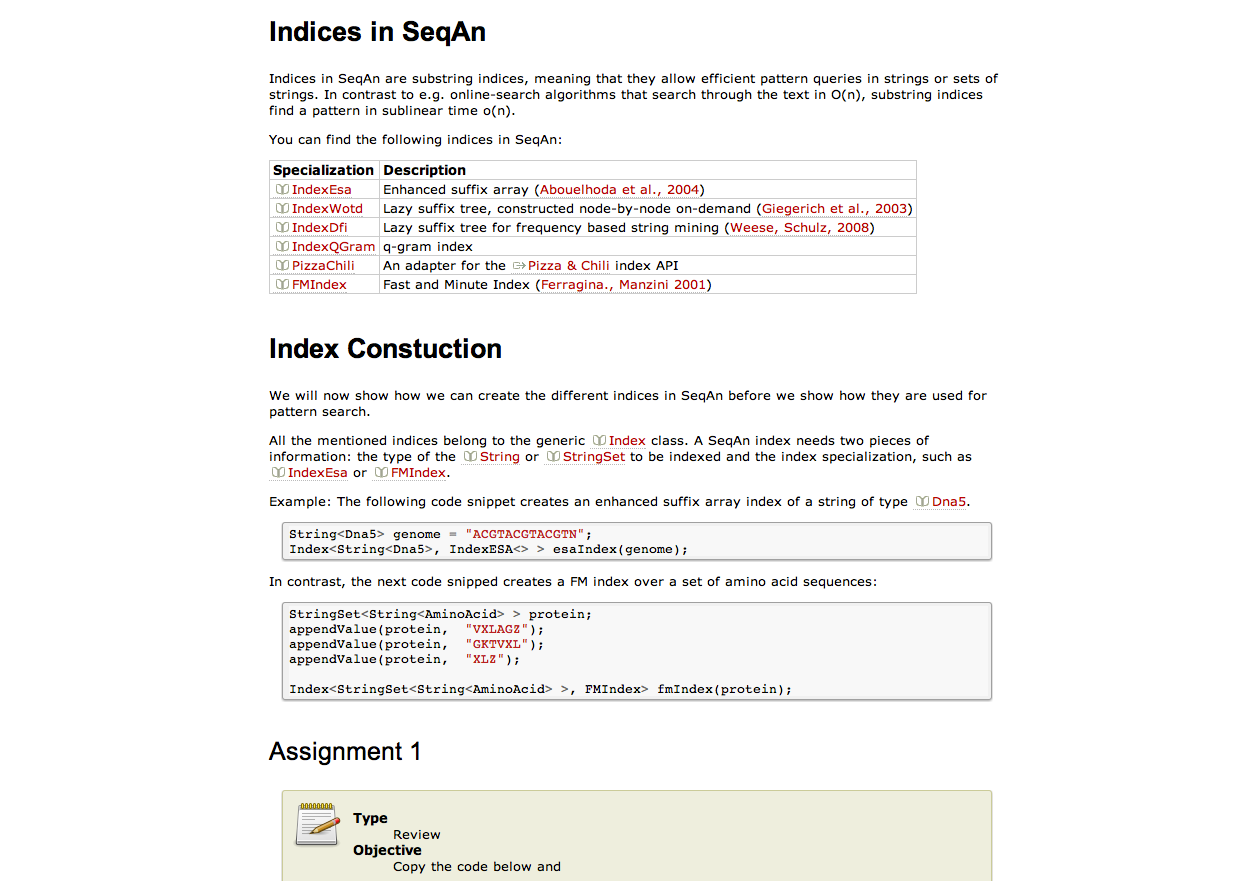 Indices in SeqAn
Indices in SeqAn are substring indices, meaning that they allow efficient pattern queries in strings or sets of
strings. In contrast to e.g. online-search algorithms that search through the text in O(n), substring indices
find a pattern in sublinear time o(n).
You can find the following indices in SeqAn:
Specialization Description
IndexEsa Enhanced suffix array (Abouelhoda et al., 2004)
IndexWotd Lazy suffix tree, constructed node-by-node on-demand (Giegerich et al., 2003)
IndexDfi Lazy suffix tree for frequency based string mining (Weese, Schulz, 2008)
IndexQGram q-gram index
PizzaChili An adapter for the Pizza & Chili index API
FMIndex Fast and Minute Index (Ferragina., Manzini 2001)
Index Constuction
We will now show how we can create the different indices in SeqAn before we show how they are used for
pattern search.
All the mentioned indices belong to the generic Index class. A SeqAn index needs two pieces of
information: the type of the String or StringSet to be indexed and the index specialization, such as
IndexEsa or FMIndex.
Example: The following code snippet creates an enhanced suffix array index of a string of type Dna5.
String<Dna5> genome = "ACGTACGTACGTN";
Index<String<Dna5>, IndexESA<> > esaIndex(genome);
In contrast, the next code snipped creates a FM index over a set of amino acid sequences:
StringSet<String<AminoAcid> > protein;
appendValue(protein, "VXLAGZ");
appendValue(protein, "GKTVXL");
appendValue(protein, "XLZ");
Index<StringSet<String<AminoAcid> >, FMIndex> fmIndex(protein);
Assignment 1
Type
Review
Objective
Copy the code below and